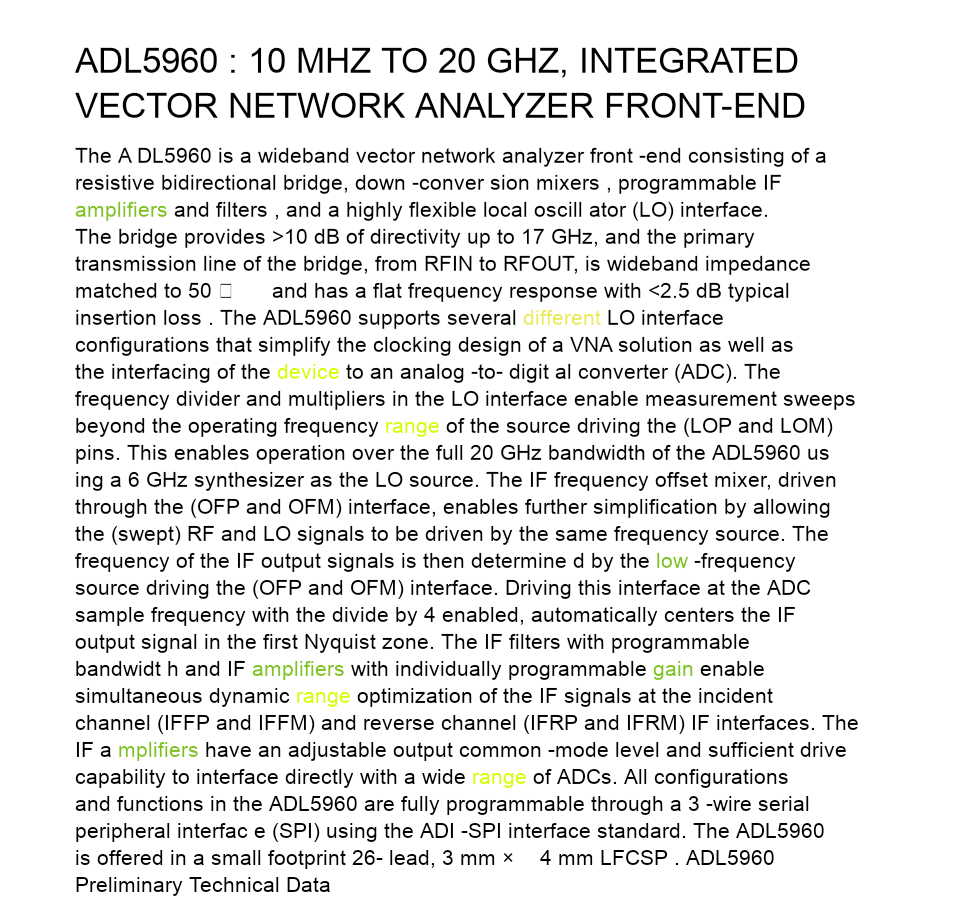 ADL5960 : 10 MHZ TO 20 GHZ, INTEGRATED
VECTOR NETWORK ANALYZER FRONT-END
The A DL5960 is a wideband vector network analyzer front -end consisting of a
resistive bidirectional bridge, down -conver sion mixers , programmable IF
amplifiers and filters , and a highly flexible local oscill ator (LO) interface.
The bridge provides >10 dB of directivity up to 17 GHz, and the primary
transmission line of the bridge, from RFIN to RFOUT, is wideband impedance
matched to 50 □ and has a flat frequency response with <2.5 dB typical
insertion loss . The ADL5960 supports several different LO interface
configurations that simplify the clocking design of a VNA solution as well as
the interfacing of the device to an analog -to- digit al converter (ADC). The
frequency divider and multipliers in the LO interface enable measurement sweeps
beyond the operating frequency range of the source driving the (LOP and LOM)
pins. This enables operation over the full 20 GHz bandwidth of the ADL5960 us
ing a 6 GHz synthesizer as the LO source. The IF frequency offset mixer, driven
through the (OFP and OFM) interface, enables further simplification by allowing
the (swept) RF and LO signals to be driven by the same frequency source. The
frequency of the IF output signals is then determine d by the low -frequency
source driving the (OFP and OFM) interface. Driving this interface at the ADC
sample frequency with the divide by 4 enabled, automatically centers the IF
output signal in the first Nyquist zone. The IF filters with programmable
bandwidt h and IF amplifiers with individually programmable gain enable
simultaneous dynamic range optimization of the IF signals at the incident
channel (IFFP and IFFM) and reverse channel (IFRP and IFRM) IF interfaces. The
IF a mplifiers have an adjustable output common -mode level and sufficient drive
capability to interface directly with a wide range of ADCs. All configurations
and functions in the ADL5960 are fully programmable through a 3 -wire serial
peripheral interfac e (SPI) using the ADI -SPI interface standard. The ADL5960
is offered in a small footprint 26- lead, 3 mm × 4 mm LFCSP . ADL5960
Preliminary Technical Data